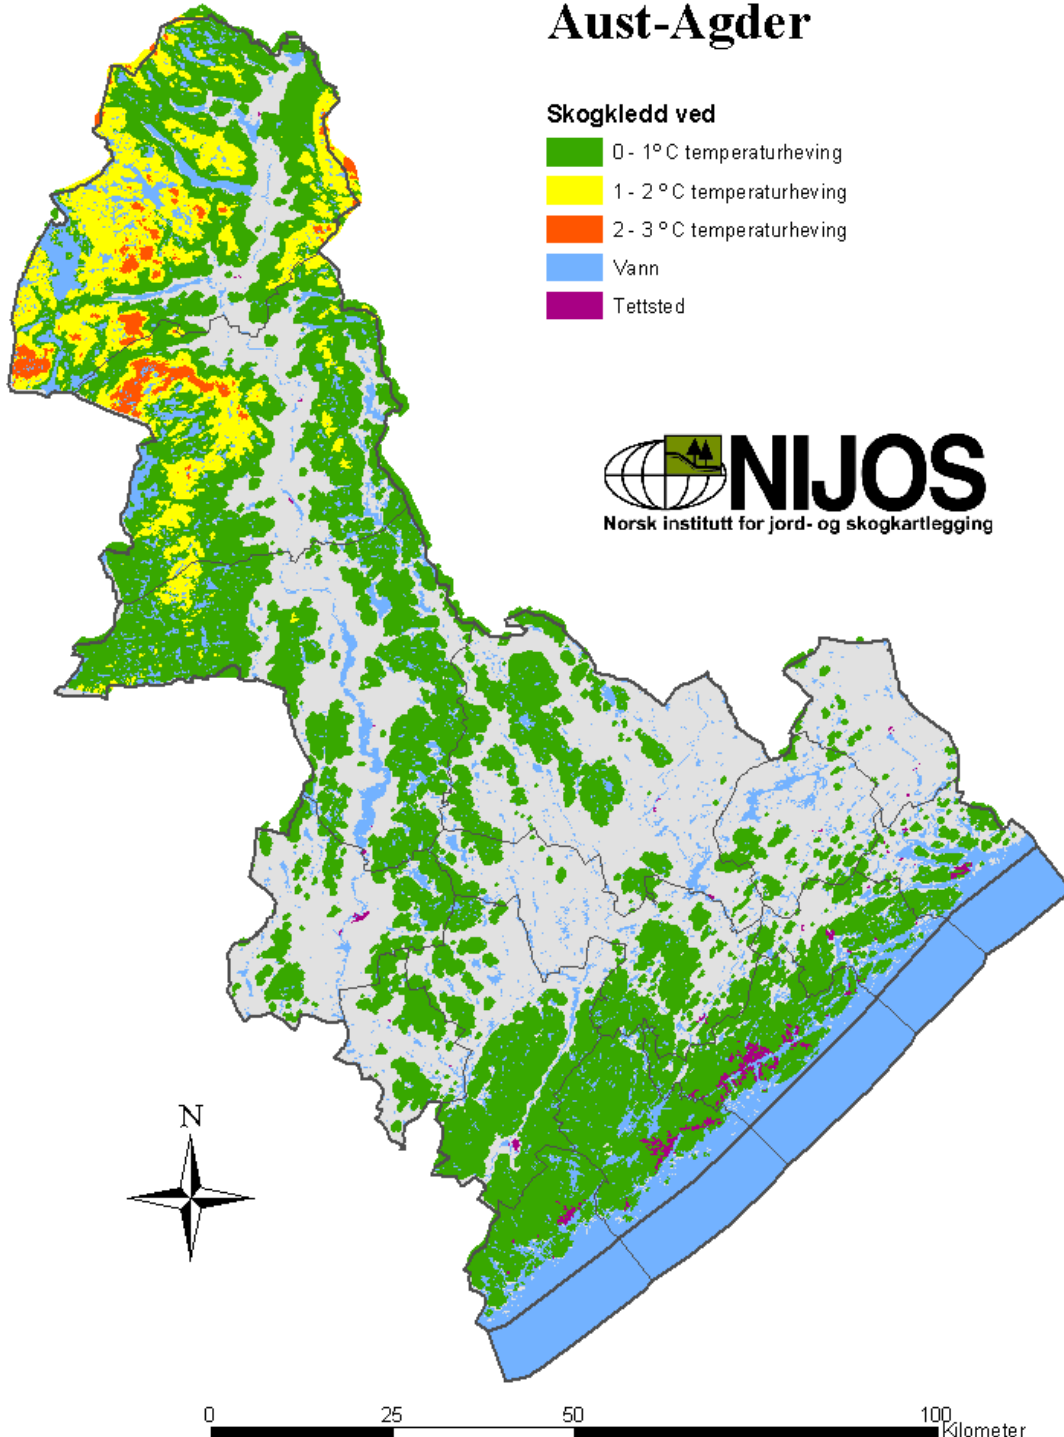 Aust-Agder
Skogkledd ved
0 - 1° C temperaturheving
1 - 2 ° C temperaturheving
2 - 3 ° C temperaturheving
Vann
Tettsted
NIJOS
Norsk institutt for jord- og skogkartlegging
N
0 25 50 100
Kilometer